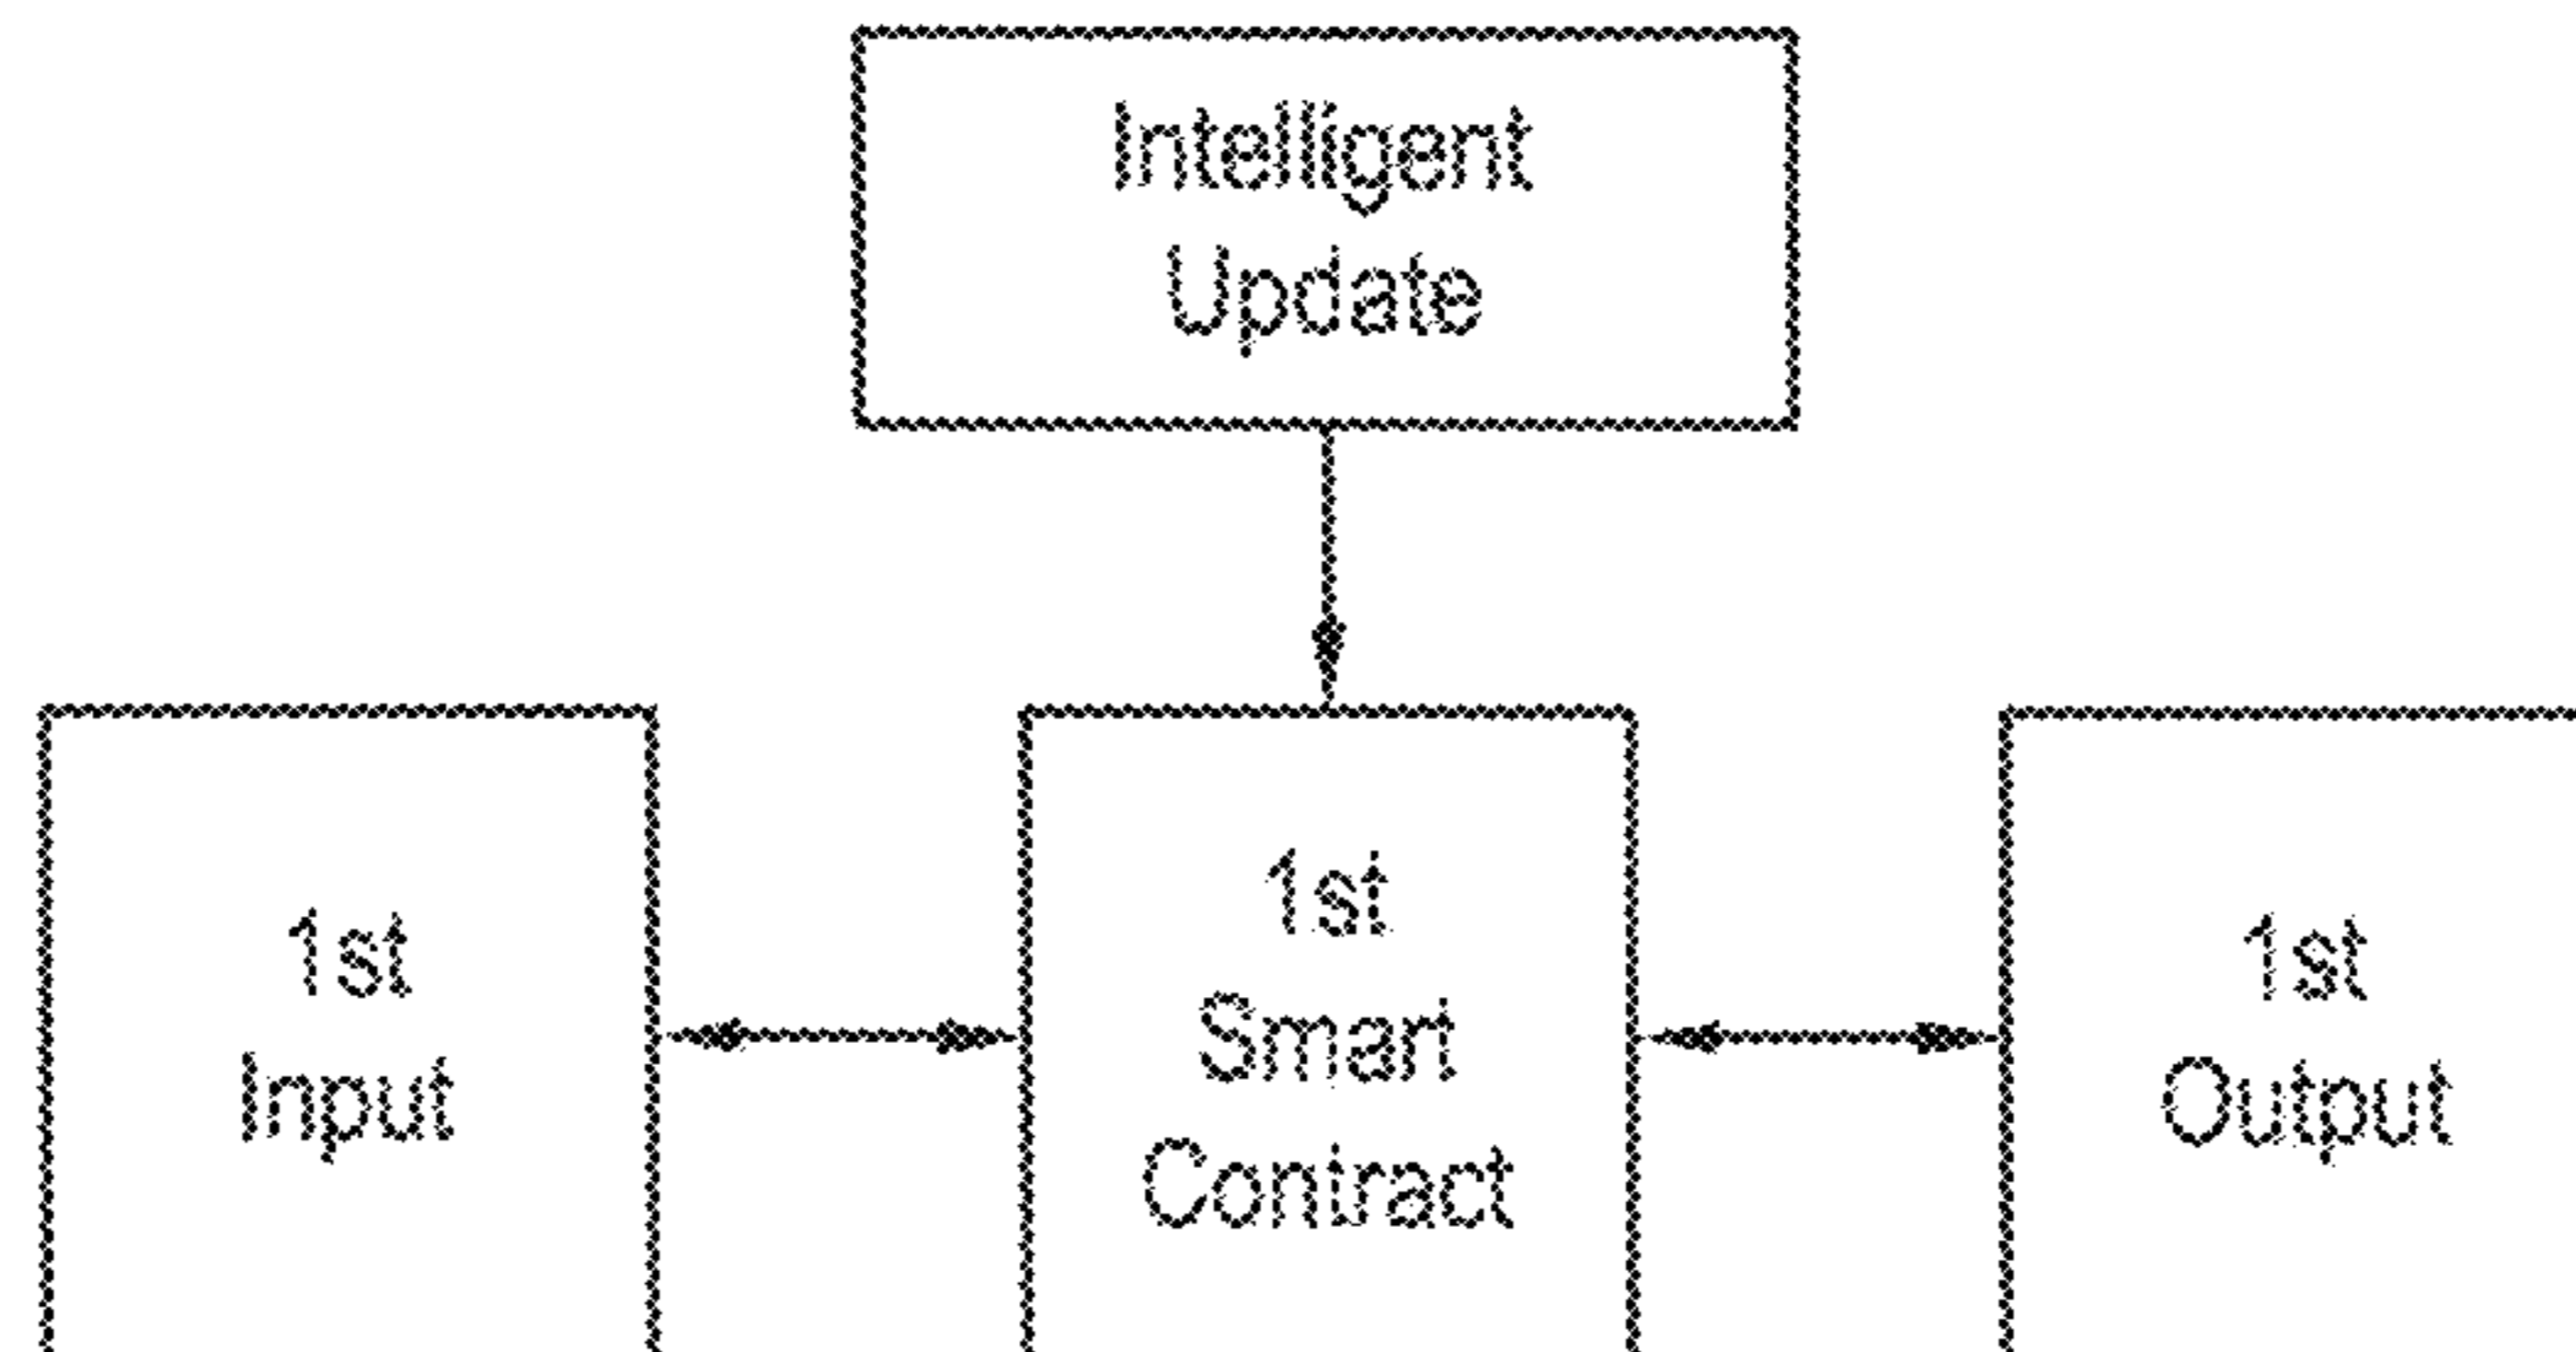 Intelligent
Update
1st
Input
1st
Smart
Contract
1st
Output